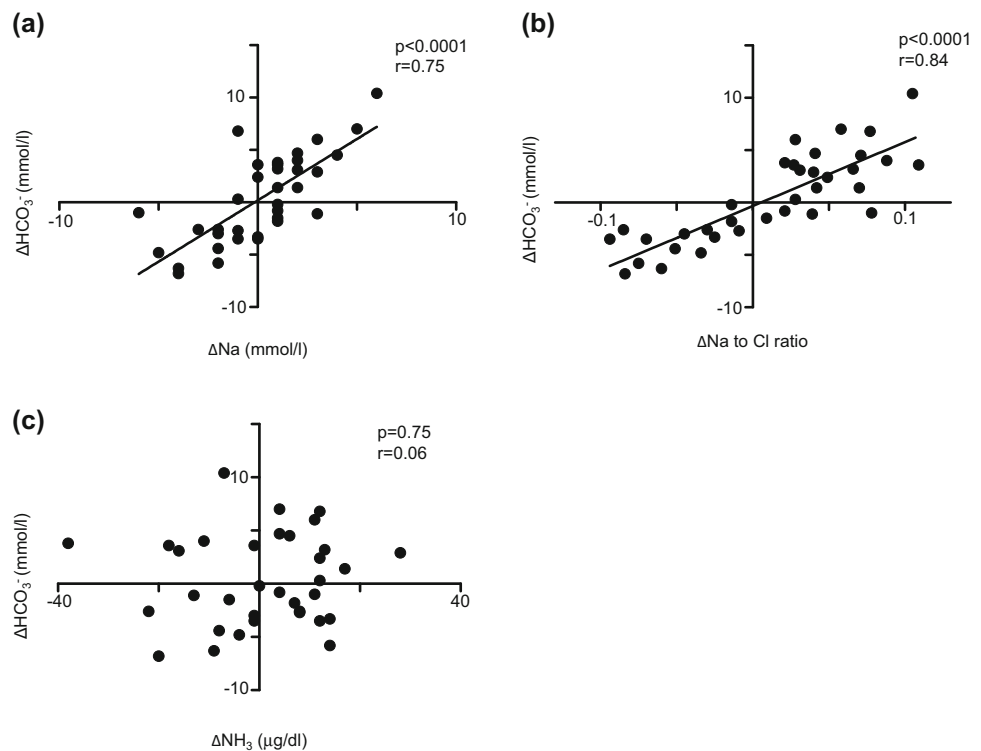 (a)
p<0.0001
r=0.75
10
ΔHCO₃⁻ (mmol/l)
-10
10
-10
ΔNa (mmol/l)
(b)
p<0.0001
r=0.84
10
ΔHCO₃⁻ (mmol/l)
-0.1
0.1
-10
ΔNa to Cl ratio
(c)
p=0.75
r=0.06
10
ΔHCO₃⁻ (mmol/l)
-40
40
-10
ΔNH₃ (μg/dl)